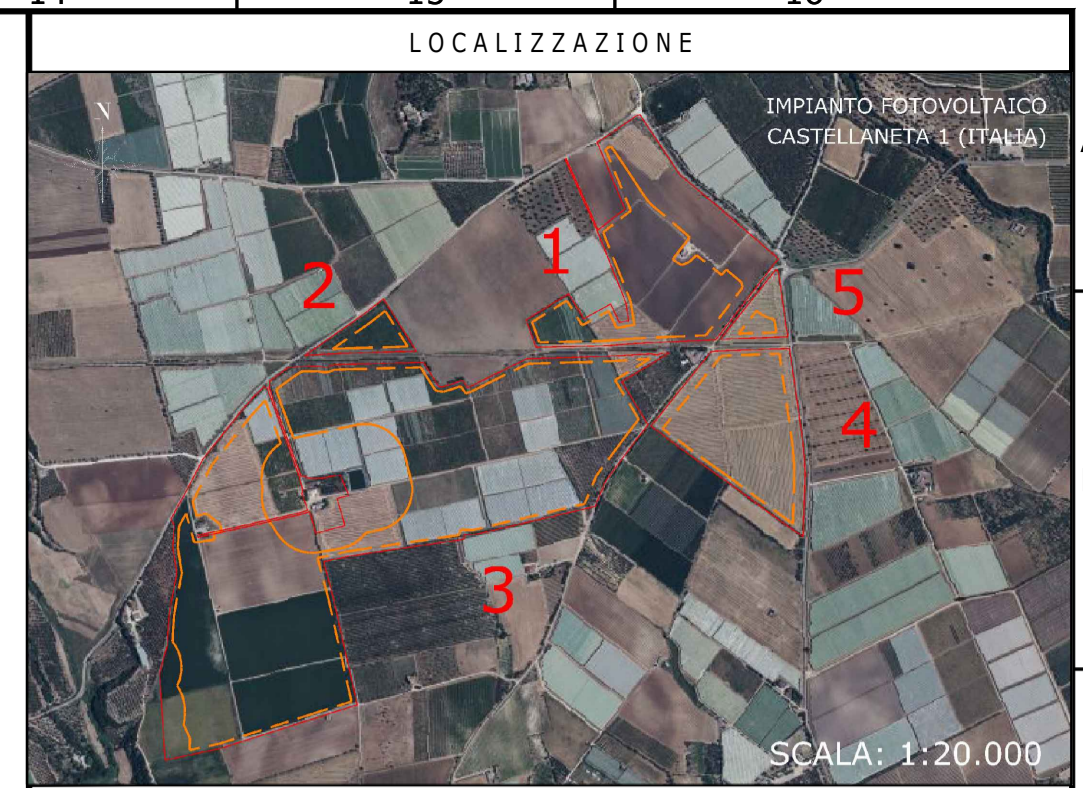 LOCALIZZAZIONE
N
IMPIANTO FOTOVOLTAICO
CASTELLANETA 1 (ITALIA)
1
2
5
4
3
SCALA: 1:20.000